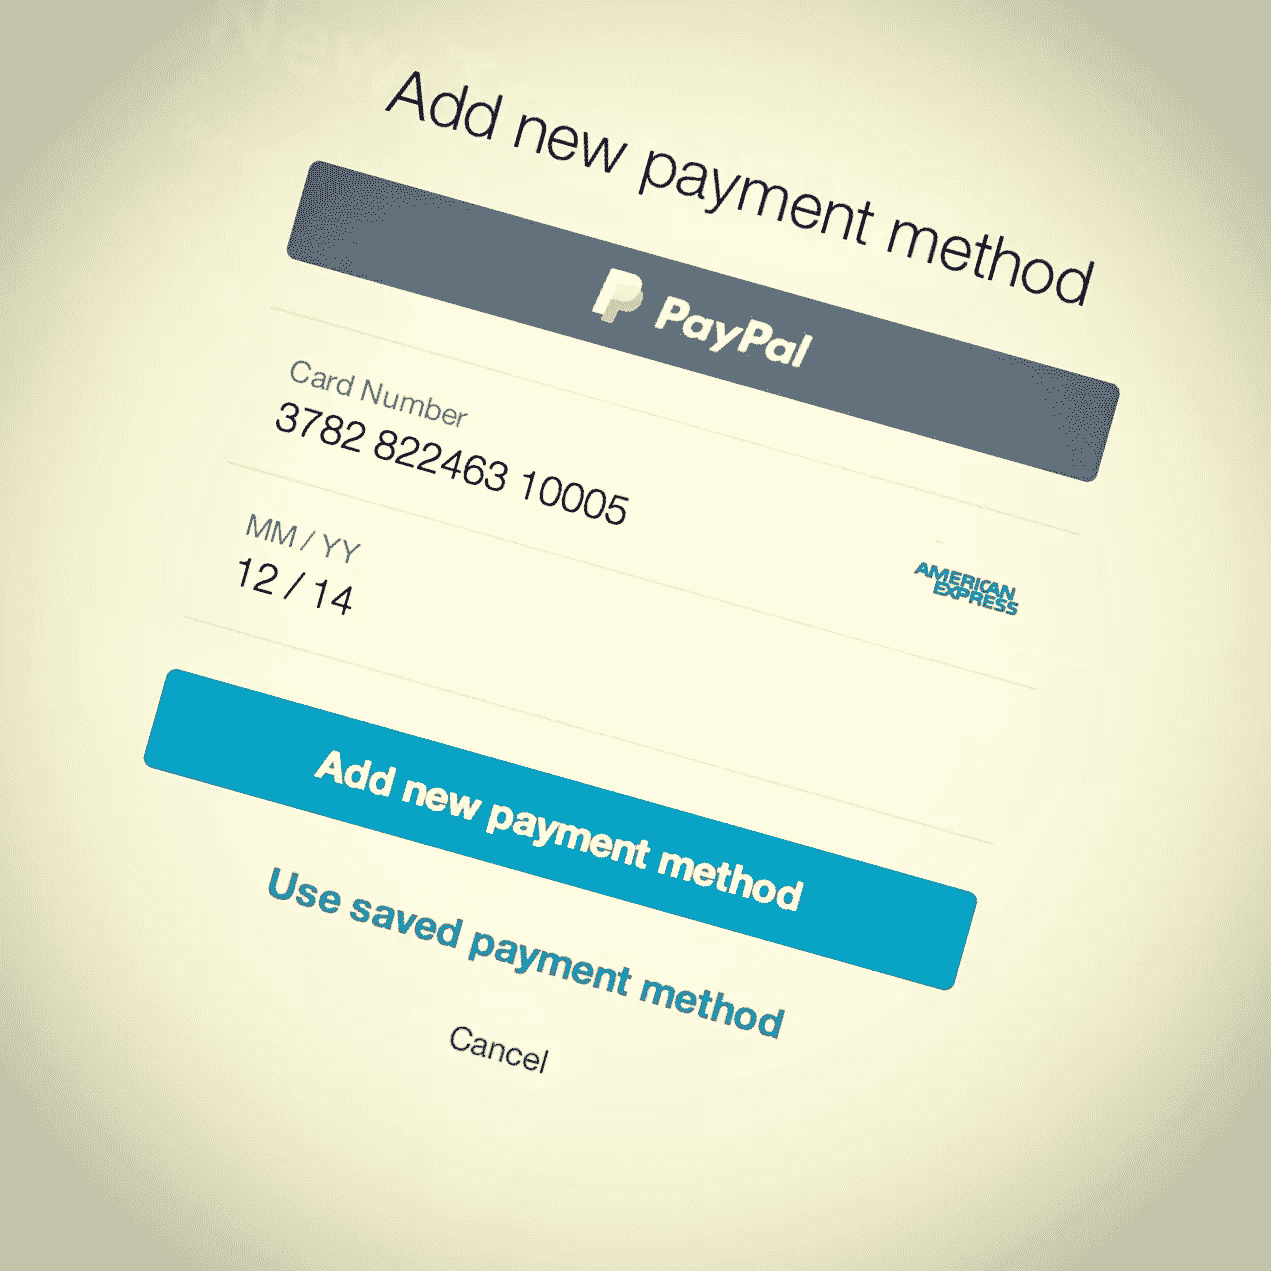 Add new payment method
PayPal
Card Number
3782 822463 10005
AMERICAN
EXPRESS
MM / YY
12 / 14
Add new payment method
Use saved payment method
Cancel